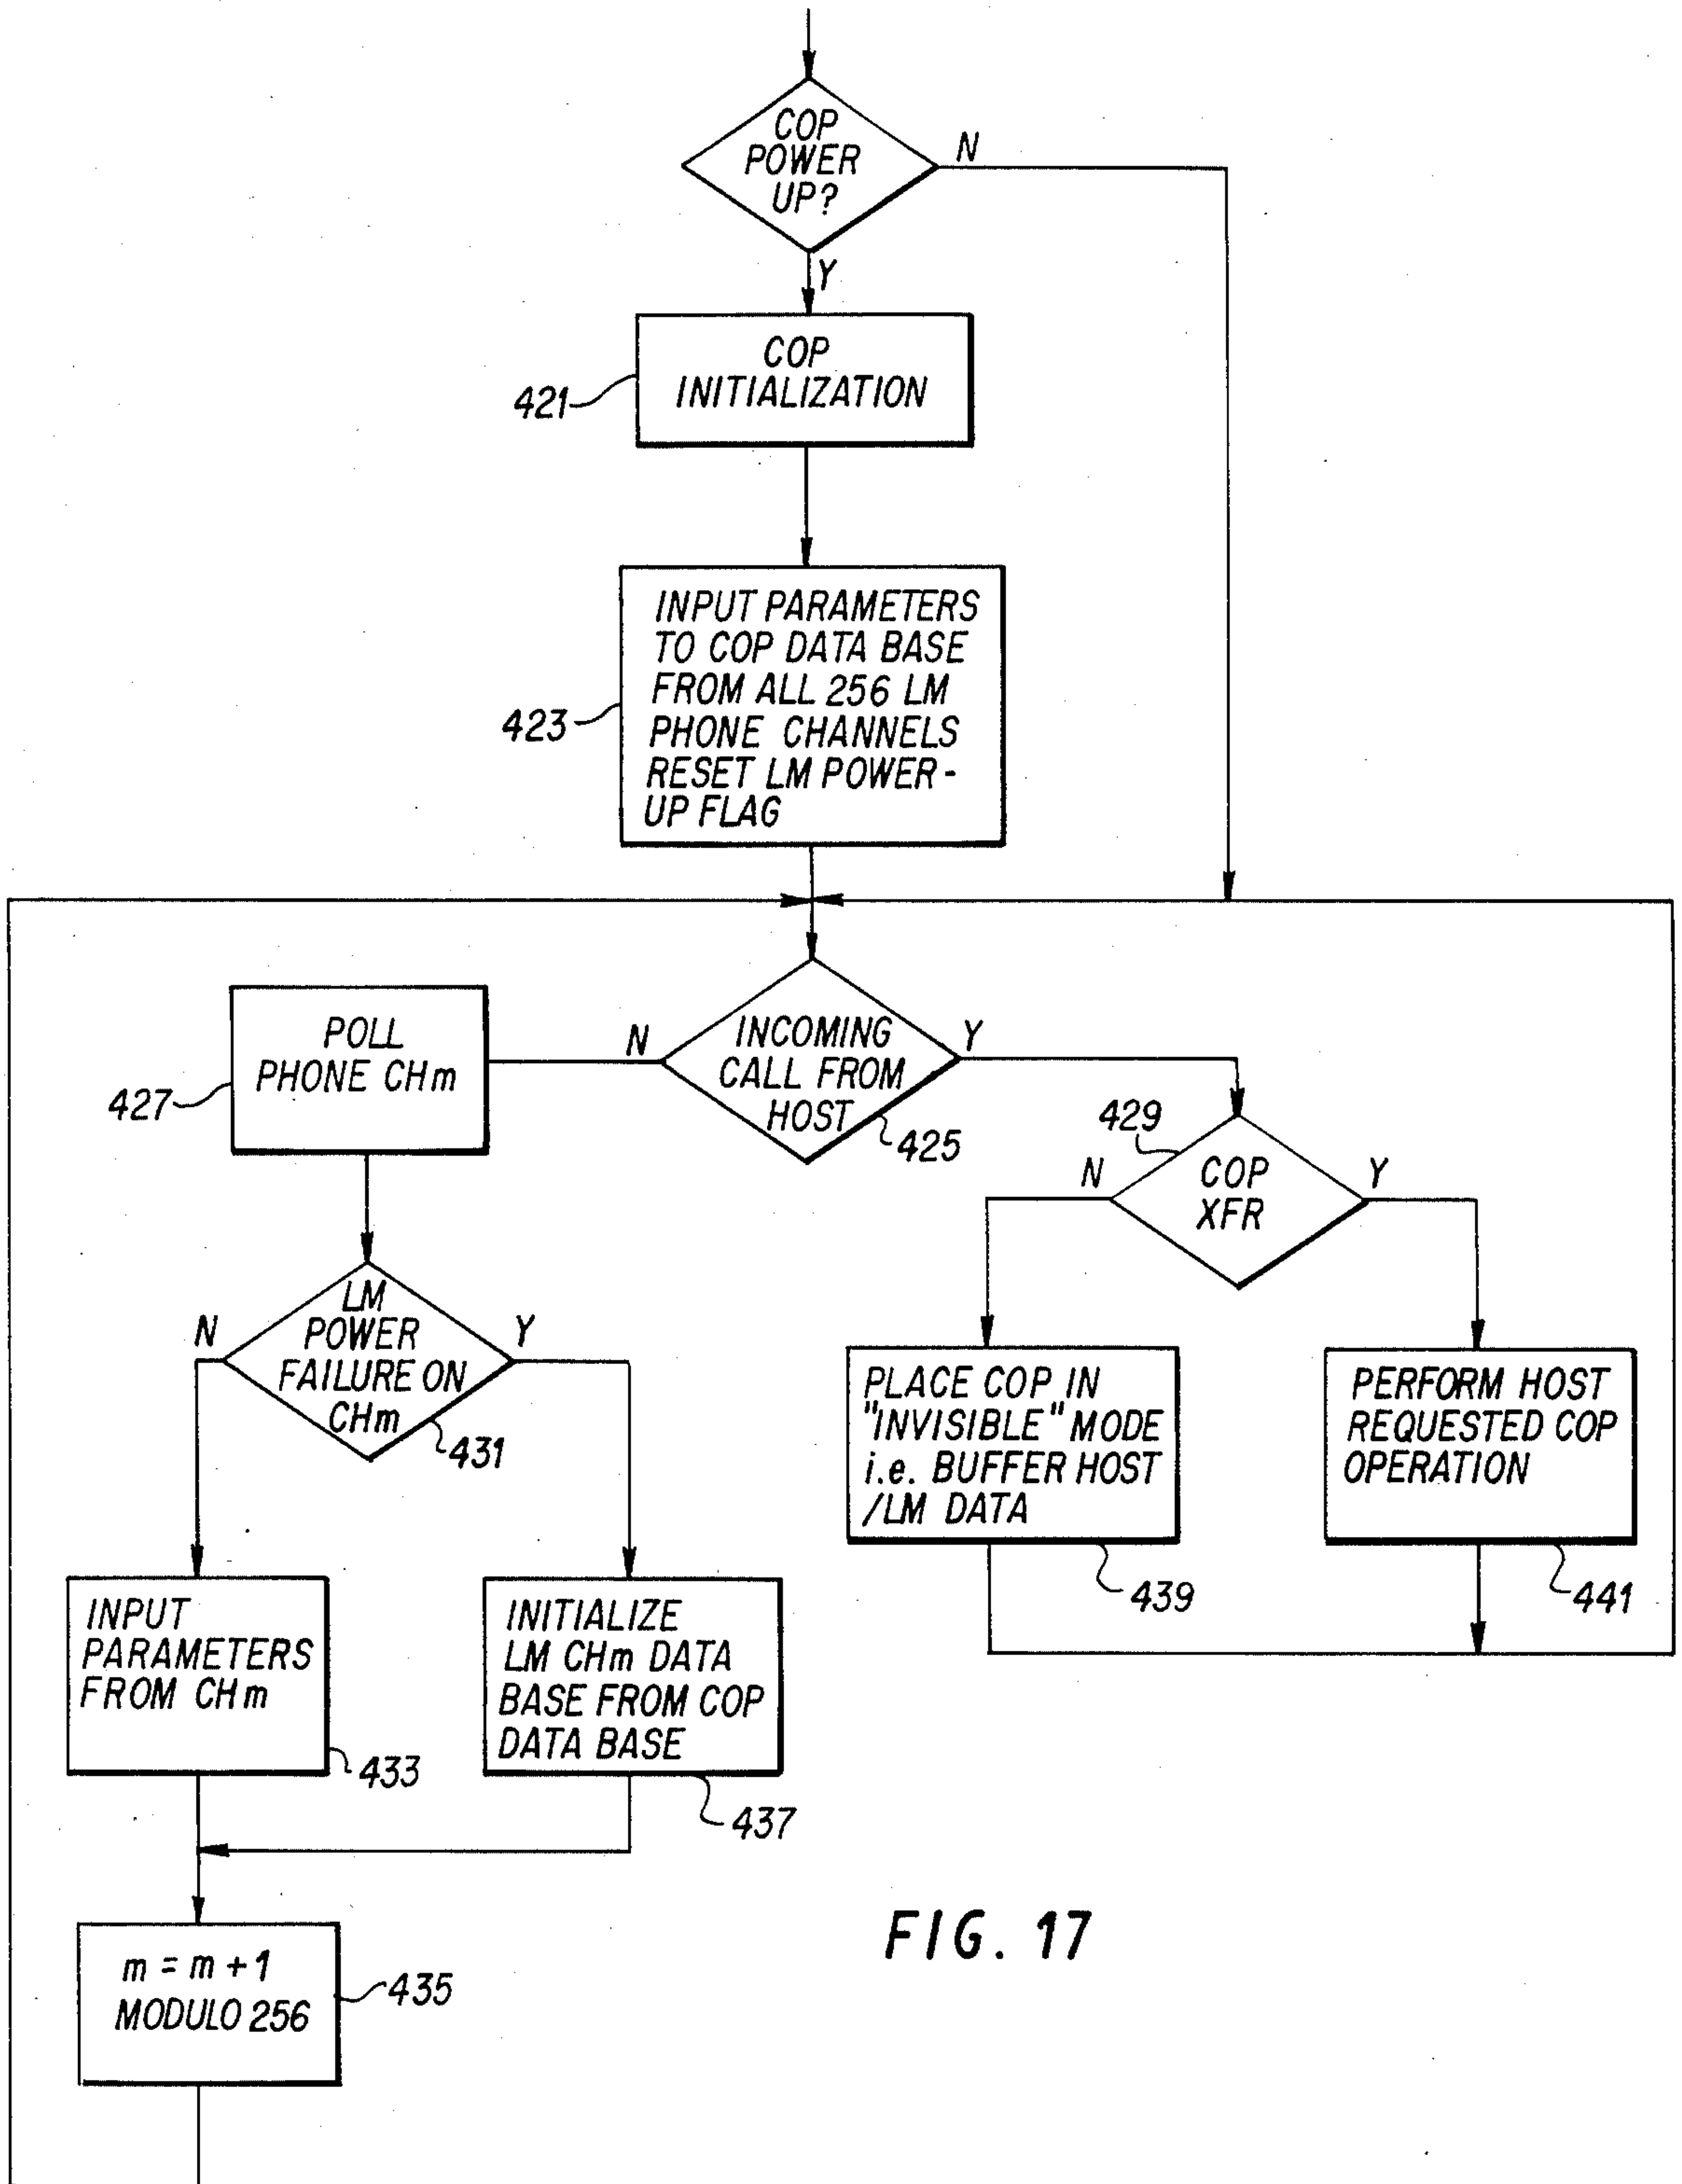 COP
POWER
UP?
N
Y
COP
INITIALIZATION
421
INPUT PARAMETERS
TO COP DATA BASE
FROM ALL 256 LM
PHONE CHANNELS
RESET LM POWER-
UP FLAG
423
INCOMING
CALL FROM
HOST
N
Y
425
POLL
PHONE CHm
427
429
COP
XFR
N
Y
LM
POWER
FAILURE ON
CHm
N
Y
431
PLACE COP IN
"INVISIBLE" MODE
i.e. BUFFER HOST
/LM DATA
439
PERFORM HOST
REQUESTED COP
OPERATION
441
INPUT
PARAMETERS
FROM CHm
433
INITIALIZE
LM CHm DATA
BASE FROM COP
DATA BASE
437
m = m + 1
MODULO 256
435
FIG. 17